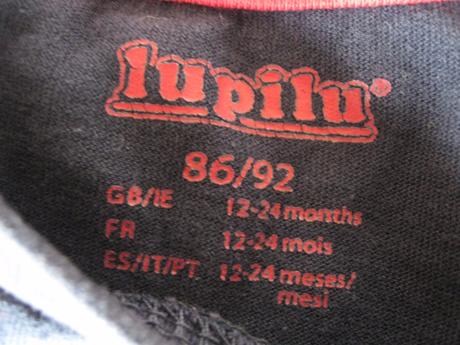 lupilu®
86/92
GB/IE 12-24 months
FR 12-24 mois
ES/IT/PT 12-24 meses/
mesi